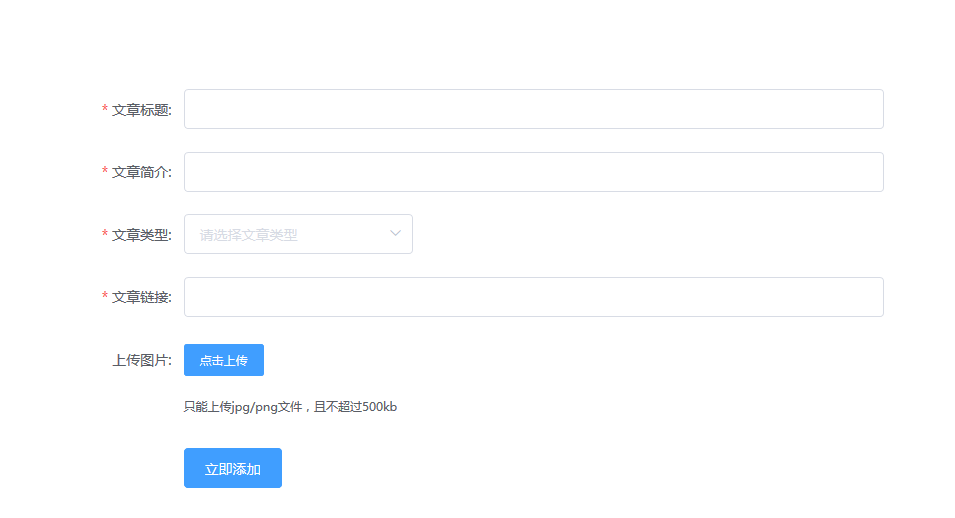 * 文章标题:
* 文章简介:
* 文章类型: 请选择文章类型
* 文章链接:
上传图片: 点击上传
只能上传jpg/png文件，且不超过500kb
立即添加